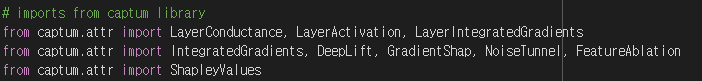 # imports from captum library
from captum.attr import LayerConductance, LayerActivation, LayerIntegratedGradients
from captum.attr import IntegratedGradients, DeepLift, GradientShap, NoiseTunnel, FeatureAblation
from captum.attr import ShapleyValues